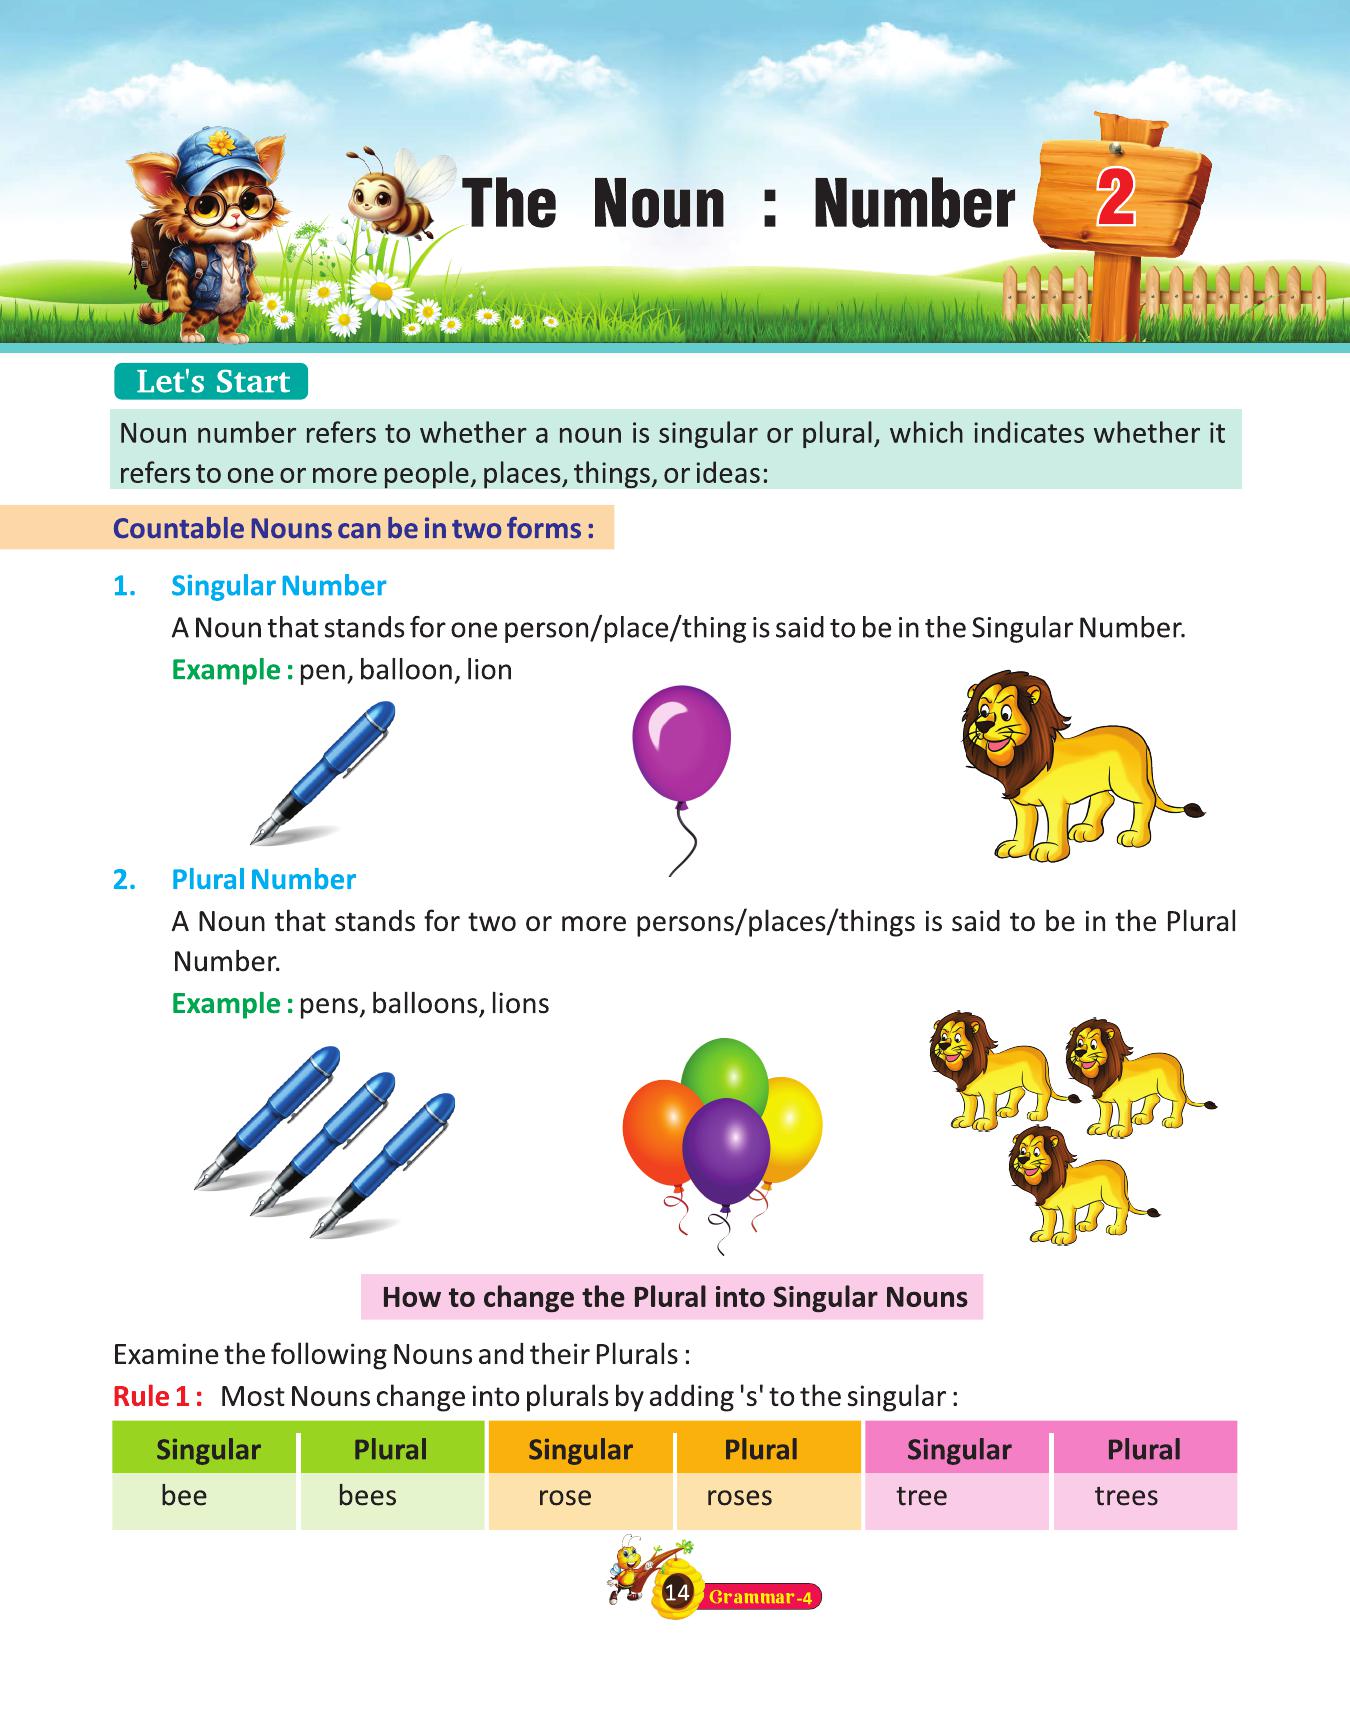 The Noun : Number
2
Let's Start
Noun number refers to whether a noun is singular or plural, which indicates whether it
refers to one or more people, places, things, or ideas:
Countable Nouns can be in two forms :
1. Singular Number
A Noun that stands for one person/place/thing is said to be in the Singular Number.
Example : pen, balloon, lion
2. Plural Number
A Noun that stands for two or more persons/places/things is said to be in the Plural
Number.
Example : pens, balloons, lions
How to change the Plural into Singular Nouns
Examine the following Nouns and their Plurals :
Rule 1 : Most Nouns change into plurals by adding 's' to the singular :
Singular Plural Singular Plural Singular Plural
bee bees rose roses tree trees
14 Grammar-4